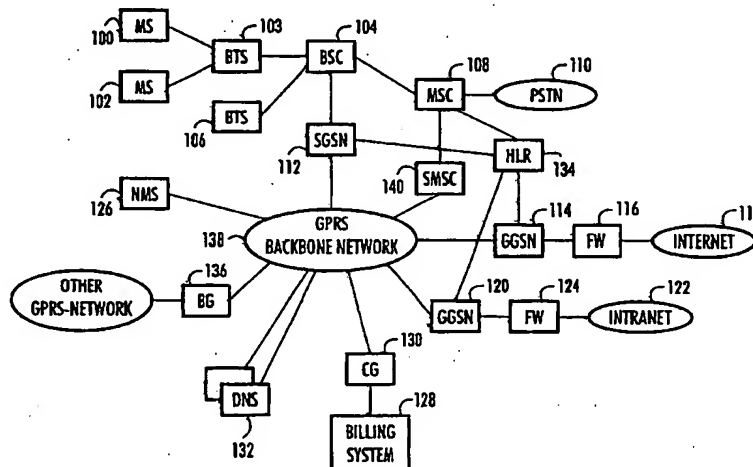 100 MS
103
BTS
104
BSC
102 MS
106 BTS
108
MSC
110
PSTN
112
SGSN
140 SMSC
HLR
134
126 NMS
138
GPRS
BACKBONE NETWORK
114
GGSN
116
FW
INTERNET
OTHER
GPRS-NETWORK
136
BG
120
GGSN
124
FW
122
INTRANET
130
CG
DNS
132
128
BILLING
SYSTEM